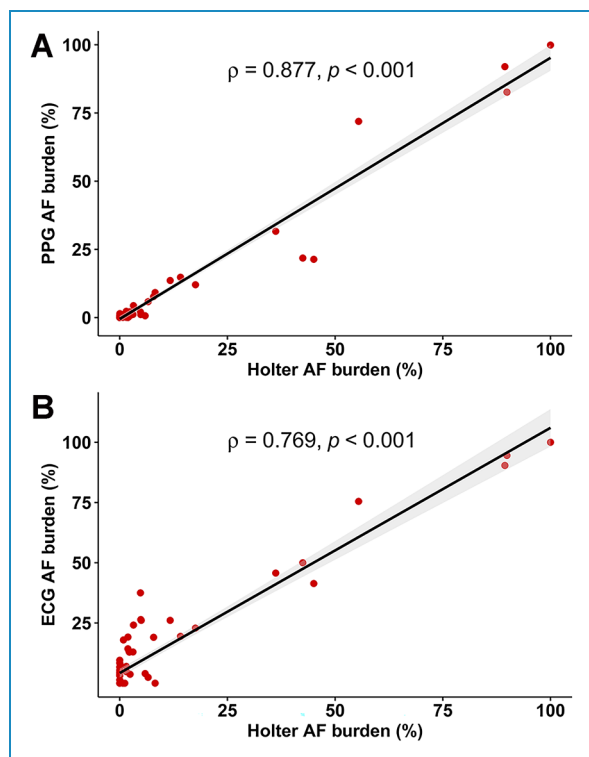 A
ρ = 0.877, p < 0.001
PPG AF burden (%)
100
75
50
25
0
0 25 50 75 100
Holter AF burden (%)
B
ρ = 0.769, p < 0.001
ECG AF burden (%)
100
75
50
25
0 25 50 75 100
Holter AF burden (%)